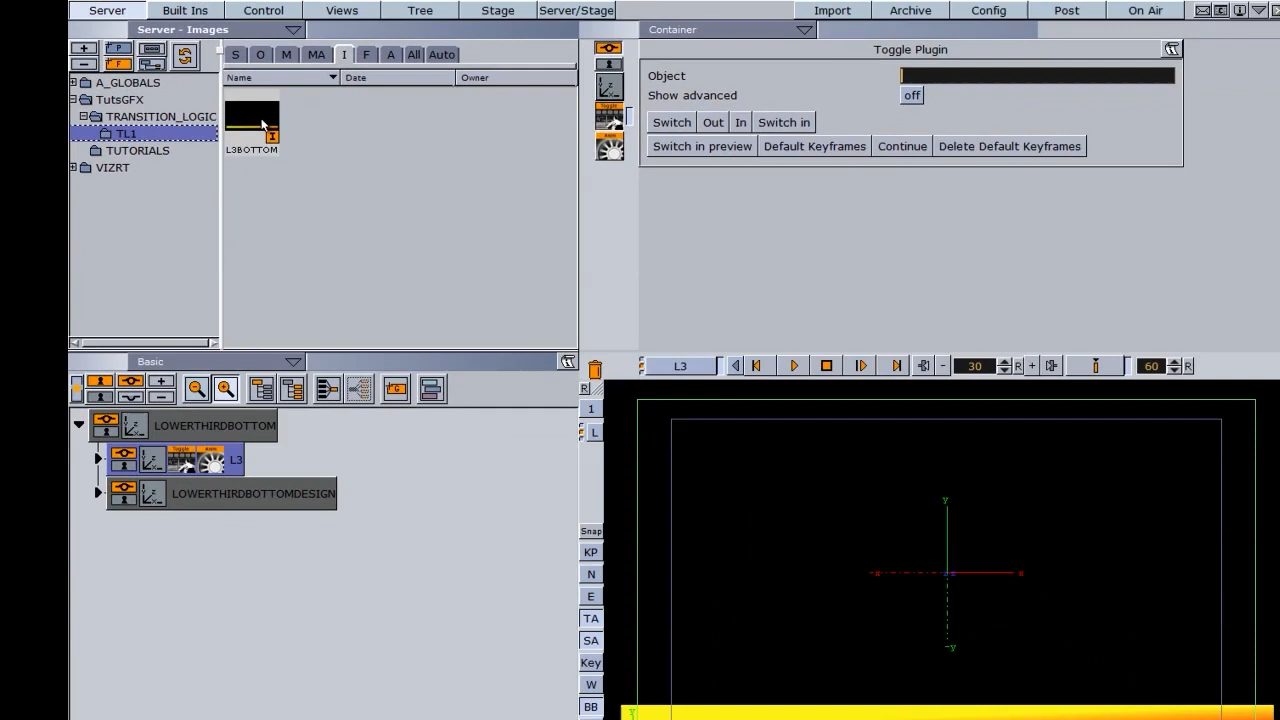 Server Built Ins Control Views Tree Stage Server/Stage Import Archive Config Post On Air
Server - Images
S O M MA I F A All Auto
Name Date Owner
A_GLOBALS
TutsGFX
TRANSITION_LOGIC
TL1
TUTORIALS
VIZRT
L3BOTTOM
Container
Toggle Plugin
Object
Show advanced off
Switch Out In Switch in
Switch in preview Default Keyframes Continue Delete Default Keyframes
Basic
LOWERTHIRDBOTTOM
Toggle
L3
LOWERTHIRDBOTTOMDESIGN
L3 - 30 R + 60 R
R
1
L
Snap
KP
N
E
TA
SA
Key
W
BB
y
x x
-y
Y